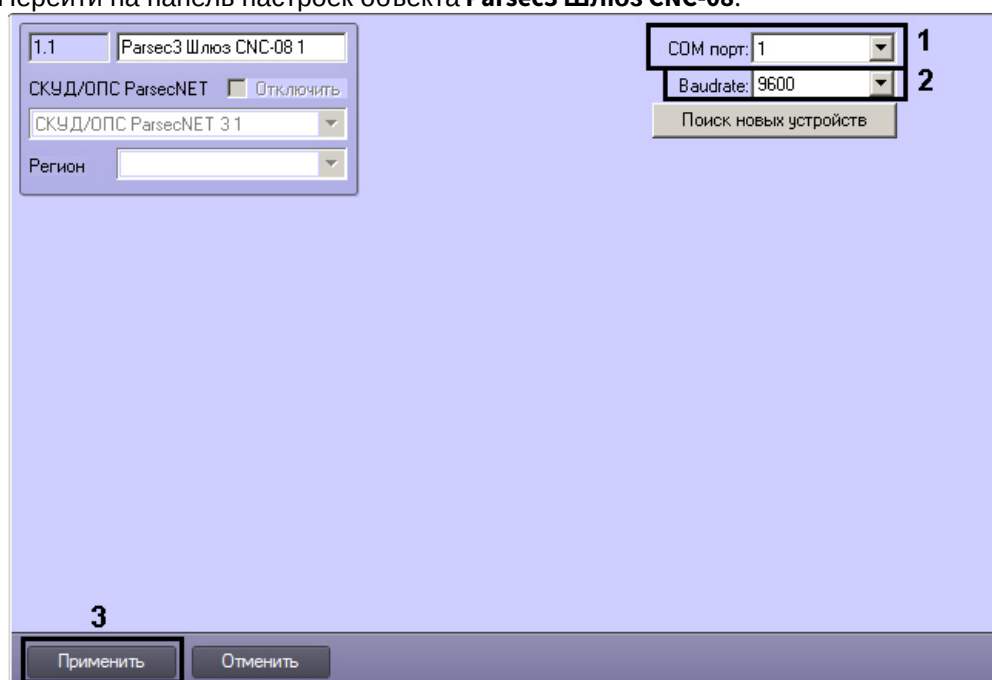 Перейти на панель настроек объекта Parsec3 Шлюз CNC-08.
1.1 Parsec3 Шлюз CNC-08 1
COM порт: 1 1
СКУД/ОПС ParsecNET Отключить
Baudrate: 9600 2
СКУД/ОПС ParsecNET 3 1
Поиск новых устройств
Регион
3
Применить Отменить